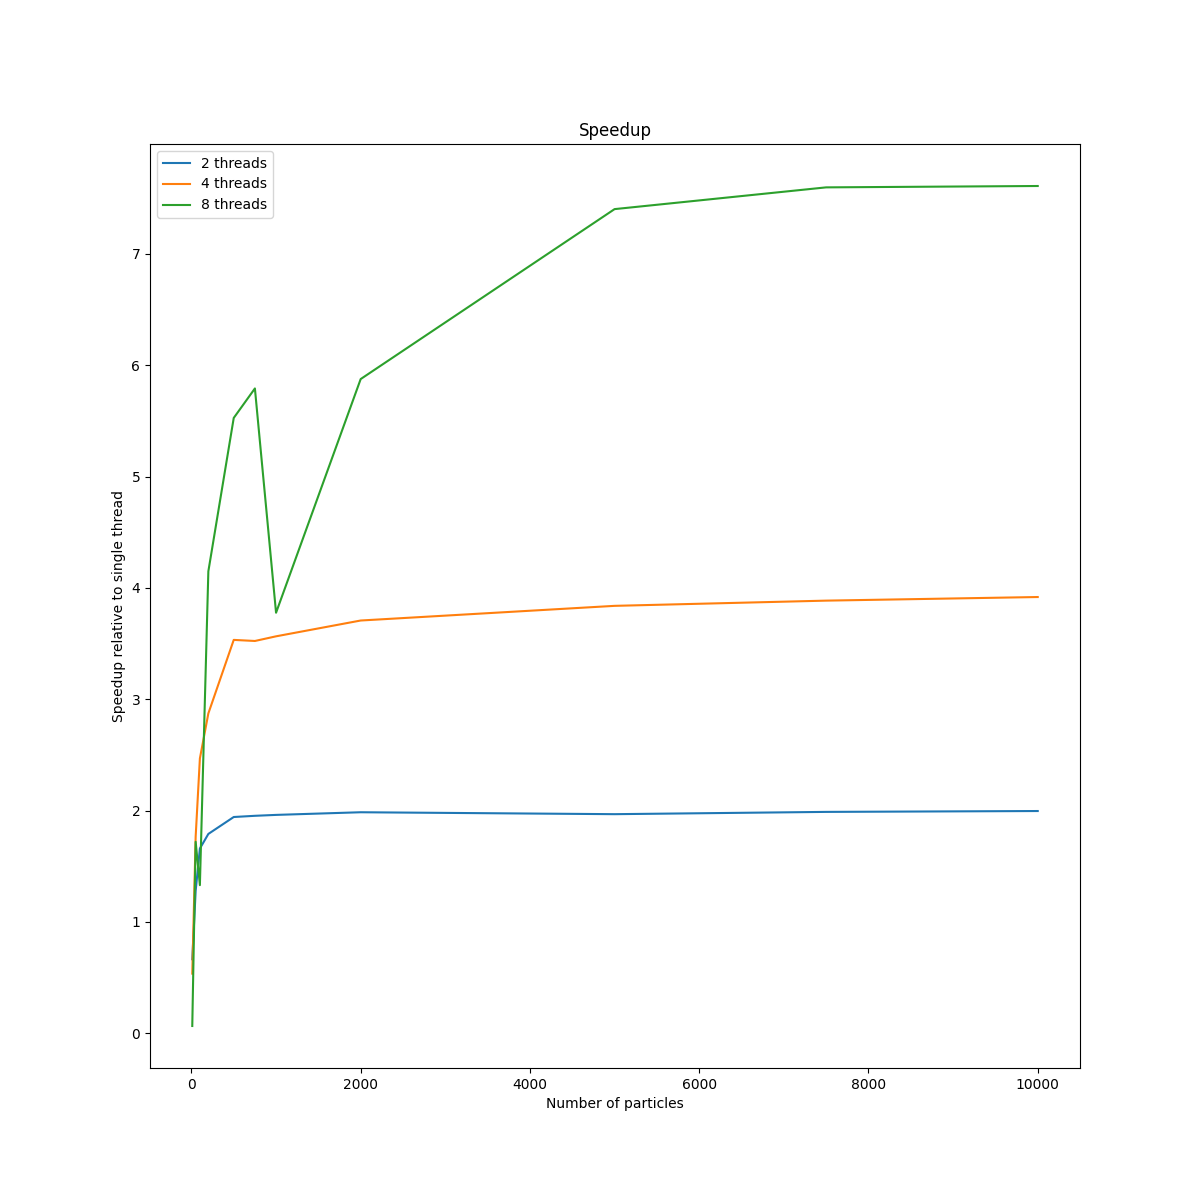 Speedup
2 threads
4 threads
8 threads
Speedup relative to single thread
7
6
5
4
3
2
1
0
0 2000 4000 6000 8000 10000
Number of particles